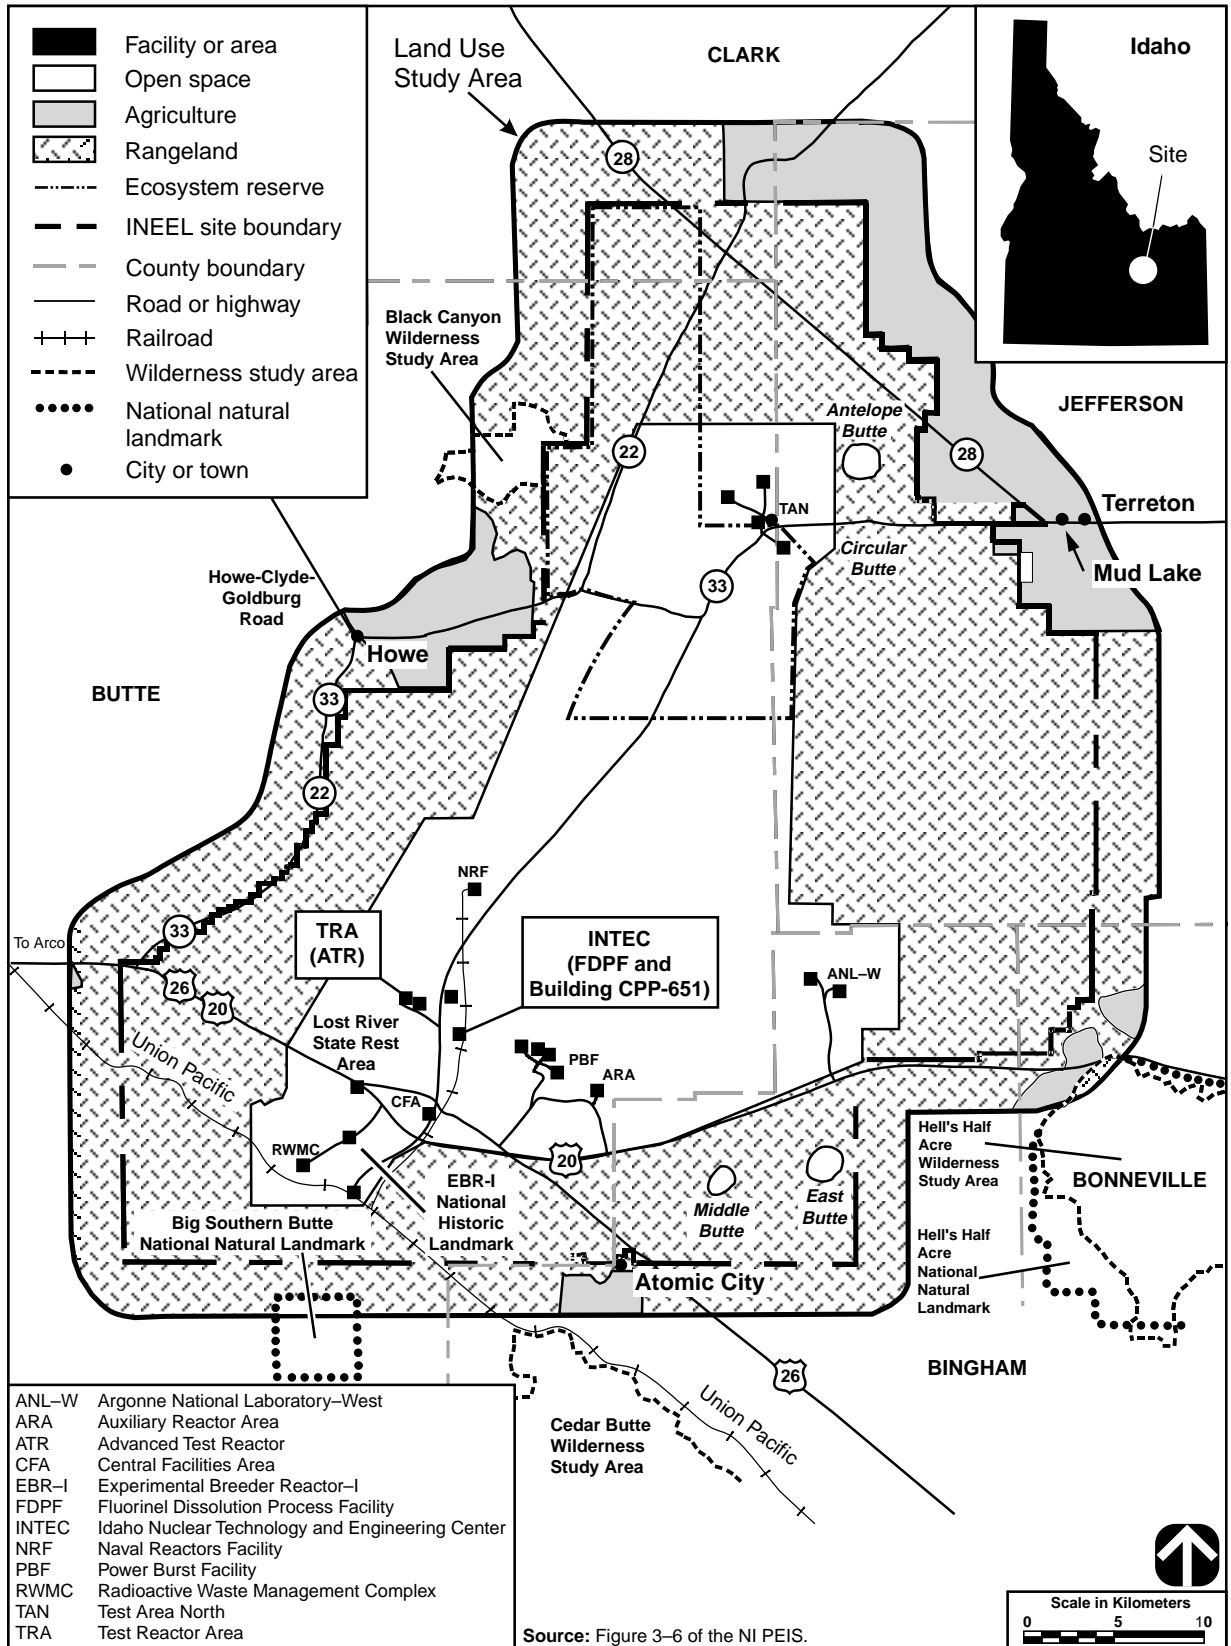 Facility or area
Open space
Agriculture
Rangeland
Ecosystem reserve
INEEL site boundary
County boundary
Road or highway
Railroad
Wilderness study area
National natural
landmark
City or town
Land Use
Study Area
CLARK
Idaho
Site
28
Black Canyon
Wilderness
Study Area
JEFFERSON
Antelope
Butte
22
28
TAN
Terreton
Circular
Butte
Mud Lake
Howe-Clyde-
Goldburg
Road
33
Howe
BUTTE
33
22
NRF
TRA
(ATR)
INTEC
(FDPF and
Building CPP-651)
33
To Arco
26
20
ANL–W
Lost River
State Rest
Area
Union Pacific
PBF
ARA
CFA
RWMC
20
Hell's Half
Acre
Wilderness
Study Area
BONNEVILLE
EBR-I
National
Historic
Landmark
Middle
Butte
East
Butte
Big Southern Butte
National Natural Landmark
Hell's Half
Acre
National
Natural
Landmark
Atomic City
BINGHAM
26
Union Pacific
Cedar Butte
Wilderness
Study Area
ANL–W Argonne National Laboratory–West
ARA Auxiliary Reactor Area
ATR Advanced Test Reactor
CFA Central Facilities Area
EBR–I Experimental Breeder Reactor–I
FDPF Fluorinel Dissolution Process Facility
INTEC Idaho Nuclear Technology and Engineering Center
NRF Naval Reactors Facility
PBF Power Burst Facility
RWMC Radioactive Waste Management Complex
TAN Test Area North
TRA Test Reactor Area
Source: Figure 3–6 of the NI PEIS.
Scale in Kilometers
0 5 10